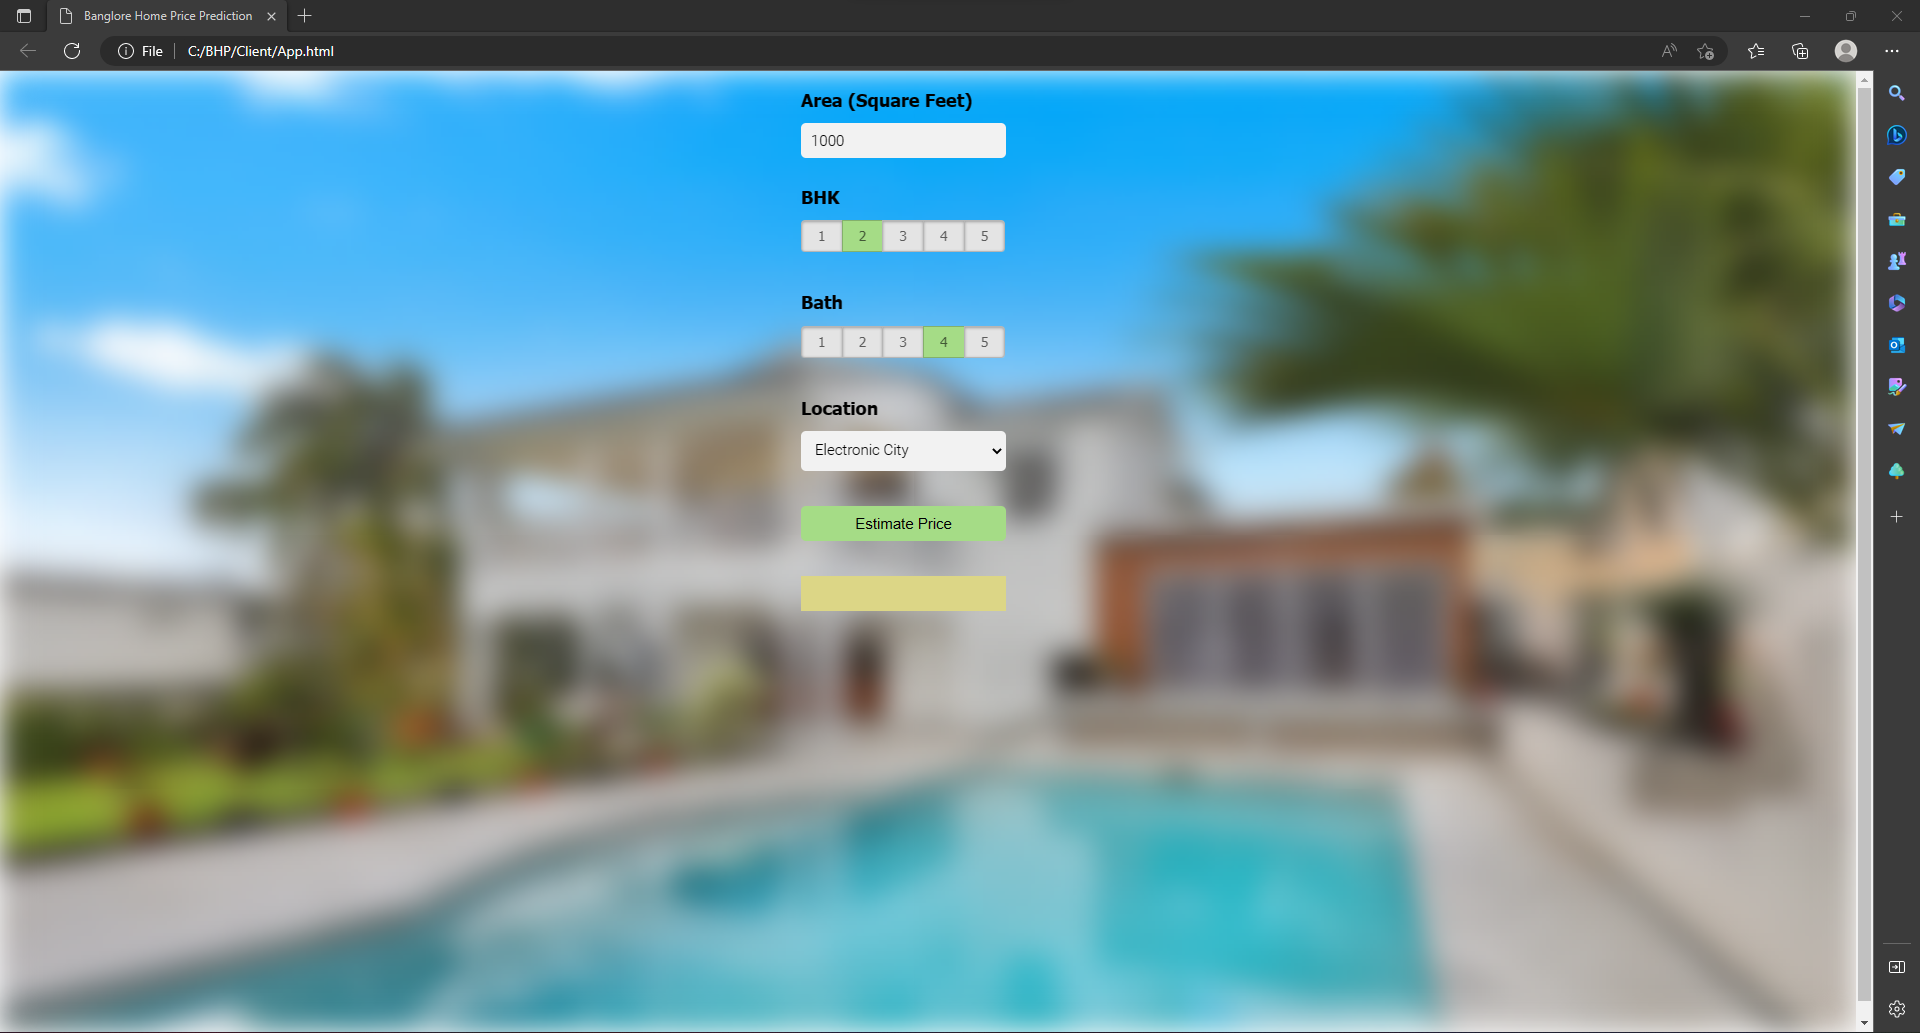 Banglore Home Price Prediction
File C:/BHP/Client/App.html
Area (Square Feet)
1000
BHK
1 2 3 4 5
Bath
1 2 3 4 5
Location
Electronic City
Estimate Price